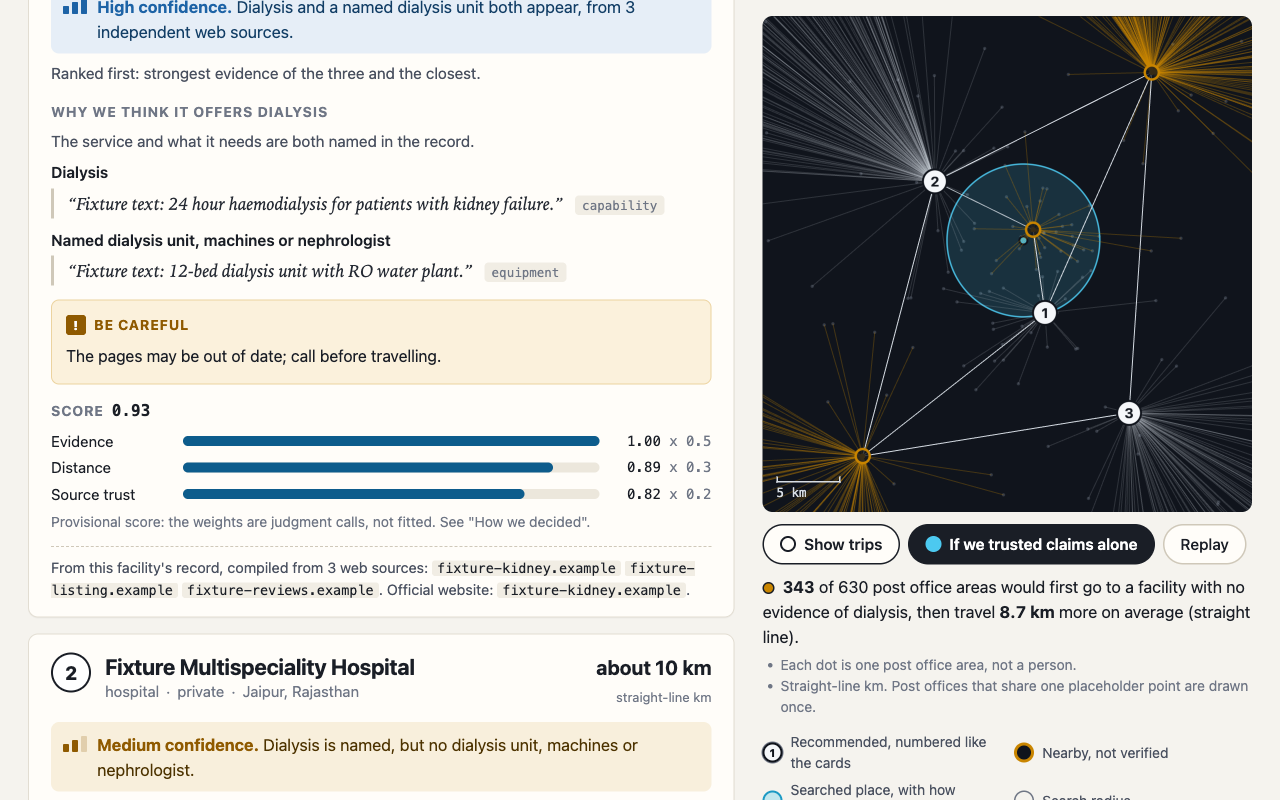 High confidence. Dialysis and a named dialysis unit both appear, from 3
independent web sources.
Ranked first: strongest evidence of the three and the closest.
WHY WE THINK IT OFFERS DIALYSIS
The service and what it needs are both named in the record.
Dialysis
“Fixture text: 24 hour haemodialysis for patients with kidney failure.” capability
Named dialysis unit, machines or nephrologist
“Fixture text: 12-bed dialysis unit with RO water plant.” equipment
! BE CAREFUL
The pages may be out of date; call before travelling.
SCORE 0.93
Evidence 1.00 x 0.5
Distance 0.89 x 0.3
Source trust 0.82 x 0.2
Provisional score: the weights are judgment calls, not fitted. See "How we decided".
From this facility's record, compiled from 3 web sources: fixture-kidney.example fixture-
listing.example fixture-reviews.example. Official website: fixture-kidney.example.
2 Fixture Multispeciality Hospital about 10 km
hospital · private · Jaipur, Rajasthan straight-line km
Medium confidence. Dialysis is named, but no dialysis unit, machines or
nephrologist.
2
1
3
5 km
Show trips If we trusted claims alone Replay
343 of 630 post office areas would first go to a facility with no
evidence of dialysis, then travel 8.7 km more on average (straight
line).
• Each dot is one post office area, not a person.
• Straight-line km. Post offices that share one placeholder point are drawn
once.
1 Recommended, numbered like
the cards
Nearby, not verified
Searched place, with how
Search radius